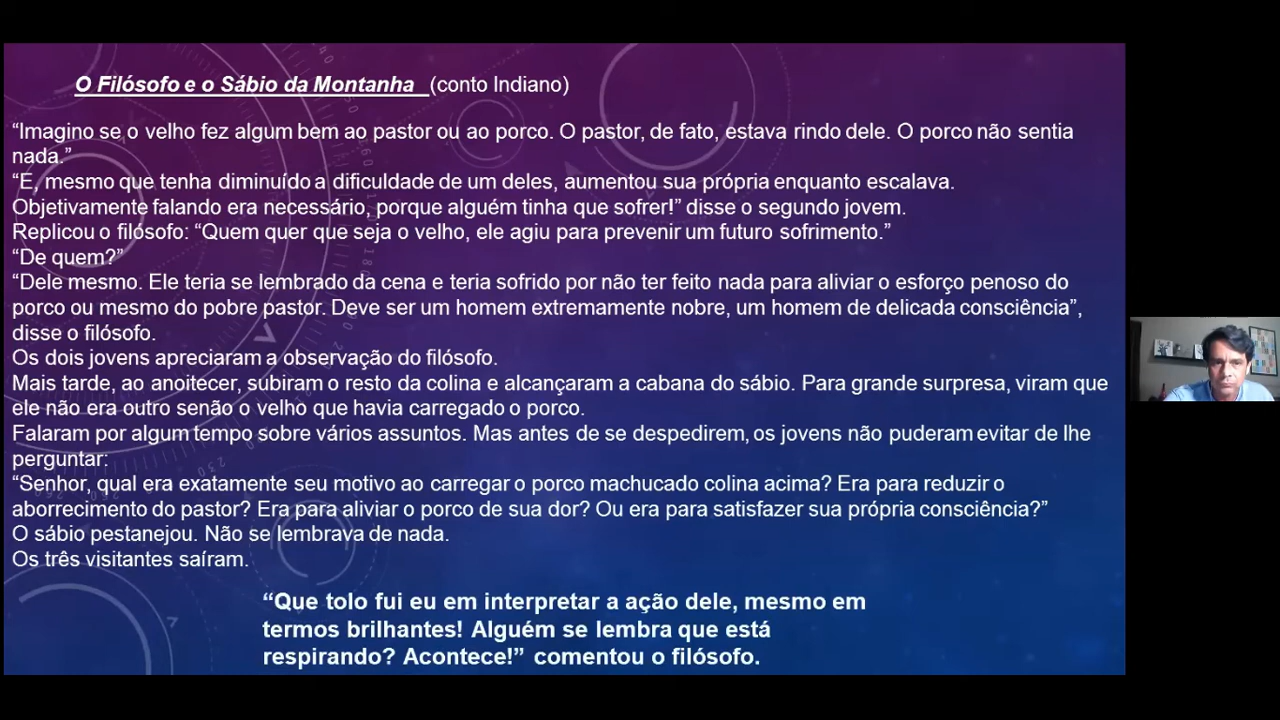 O Filósofo e o Sábio da Montanha (conto Indiano)
“Imagino se o velho fez algum bem ao pastor ou ao porco. O pastor, de fato, estava rindo dele. O porco não sentia
nada.”
“E, mesmo que tenha diminuído a dificuldade de um deles, aumentou sua própria enquanto escalava.
Objetivamente falando era necessário, porque alguém tinha que sofrer!” disse o segundo jovem.
Replicou o filósofo: “Quem quer que seja o velho, ele agiu para prevenir um futuro sofrimento.”
“De quem?”
“Dele mesmo. Ele teria se lembrado da cena e teria sofrido por não ter feito nada para aliviar o esforço penoso do
porco ou mesmo do pobre pastor. Deve ser um homem extremamente nobre, um homem de delicada consciência”,
disse o filósofo.
Os dois jovens apreciaram a observação do filósofo.
Mais tarde, ao anoitecer, subiram o resto da colina e alcançaram a cabana do sábio. Para grande surpresa, viram que
ele não era outro senão o velho que havia carregado o porco.
Falaram por algum tempo sobre vários assuntos. Mas antes de se despedirem, os jovens não puderam evitar de lhe
perguntar:
“Senhor, qual era exatamente seu motivo ao carregar o porco machucado colina acima? Era para reduzir o
aborrecimento do pastor? Era para aliviar o porco de sua dor? Ou era para satisfazer sua própria consciência?”
O sábio pestanejou. Não se lembrava de nada.
Os três visitantes saíram.
“Que tolo fui eu em interpretar a ação dele, mesmo em
termos brilhantes! Alguém se lembra que está
respirando? Acontece!” comentou o filósofo.